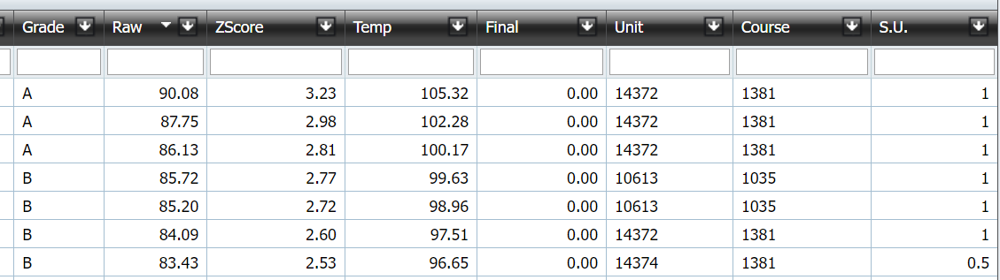 Grade Raw ZScore Temp Final Unit Course S.U.
A 90.08 3.23 105.32 0.00 14372 1381 1
A 87.75 2.98 102.28 0.00 14372 1381 1
A 86.13 2.81 100.17 0.00 14372 1381 1
B 85.72 2.77 99.63 0.00 10613 1035 1
B 85.20 2.72 98.96 0.00 10613 1035 1
B 84.09 2.60 97.51 0.00 14372 1381 1
B 83.43 2.53 96.65 0.00 14374 1381 0.5